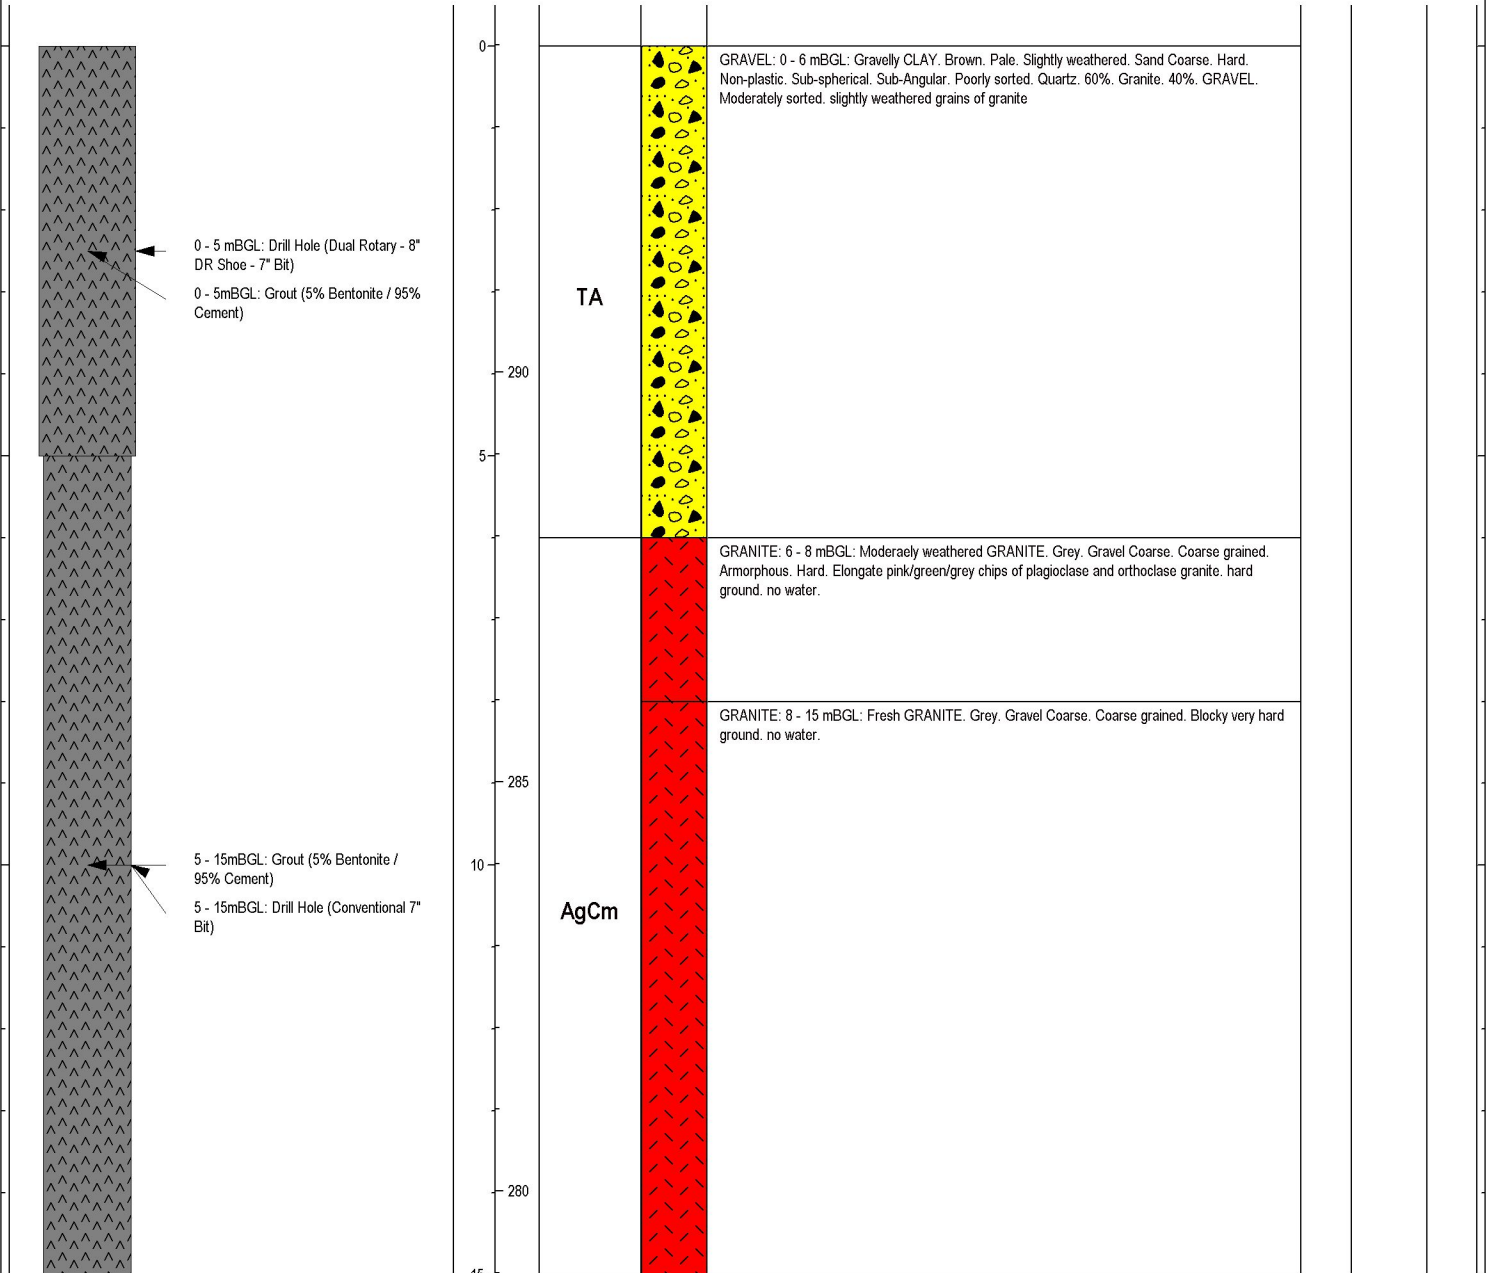 0
GRAVEL: 0 - 6 mBGL: Gravelly CLAY. Brown. Pale. Slightly weathered. Sand Coarse. Hard.
Non-plastic. Sub-spherical. Sub-Angular. Poorly sorted. Quartz. 60%. Granite. 40%. GRAVEL.
Moderately sorted. slightly weathered grains of granite
0 - 5 mBGL: Drill Hole (Dual Rotary - 8"
DR Shoe - 7" Bit)
0 - 5mBGL: Grout (5% Bentonite / 95%
Cement)
TA
290
5
GRANITE: 6 - 8 mBGL: Moderaely weathered GRANITE. Grey. Gravel Coarse. Coarse grained.
Armorphous. Hard. Elongate pink/green/grey chips of plagioclase and orthoclase granite. hard
ground. no water.
GRANITE: 8 - 15 mBGL: Fresh GRANITE. Grey. Gravel Coarse. Coarse grained. Blocky very hard
ground. no water.
285
5 - 15mBGL: Grout (5% Bentonite /
95% Cement)
10
5 - 15mBGL: Drill Hole (Conventional 7"
Bit)
AgCm
280
15